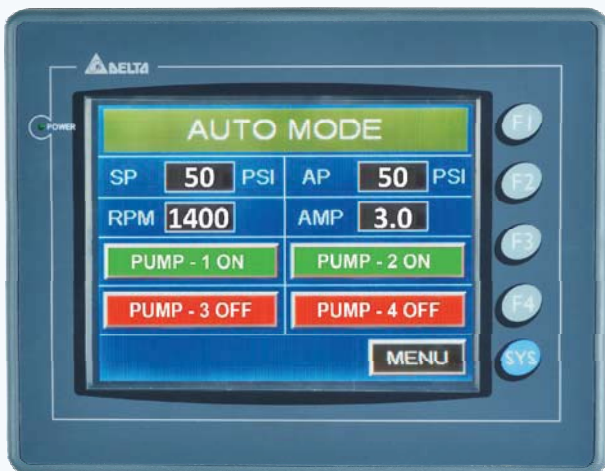 DELTA
POWER
AUTO MODE
SP 50 PSI AP 50 PSI
RPM 1400 AMP 3.0
PUMP - 1 ON PUMP - 2 ON
PUMP - 3 OFF PUMP - 4 OFF
MENU
F1
F2
F3
F4
SYS